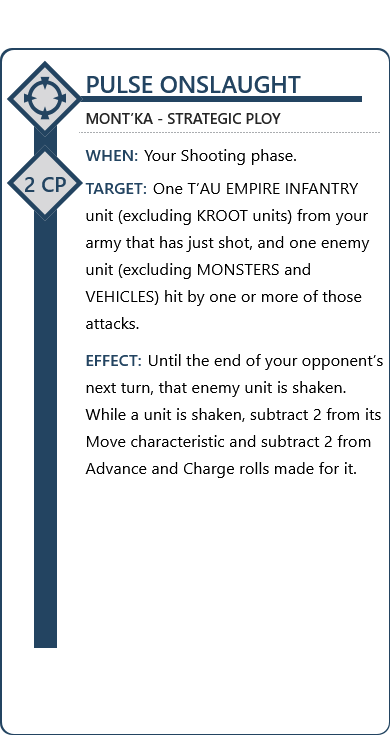 PULSE ONSLAUGHT
MONT’KA - STRATEGIC PLOY
WHEN: Your Shooting phase.
2 CP
TARGET: One T’AU EMPIRE INFANTRY
unit (excluding KROOT units) from your
army that has just shot, and one enemy
unit (excluding MONSTERS and
VEHICLES) hit by one or more of those
attacks.
EFFECT: Until the end of your opponent’s
next turn, that enemy unit is shaken.
While a unit is shaken, subtract 2 from its
Move characteristic and subtract 2 from
Advance and Charge rolls made for it.